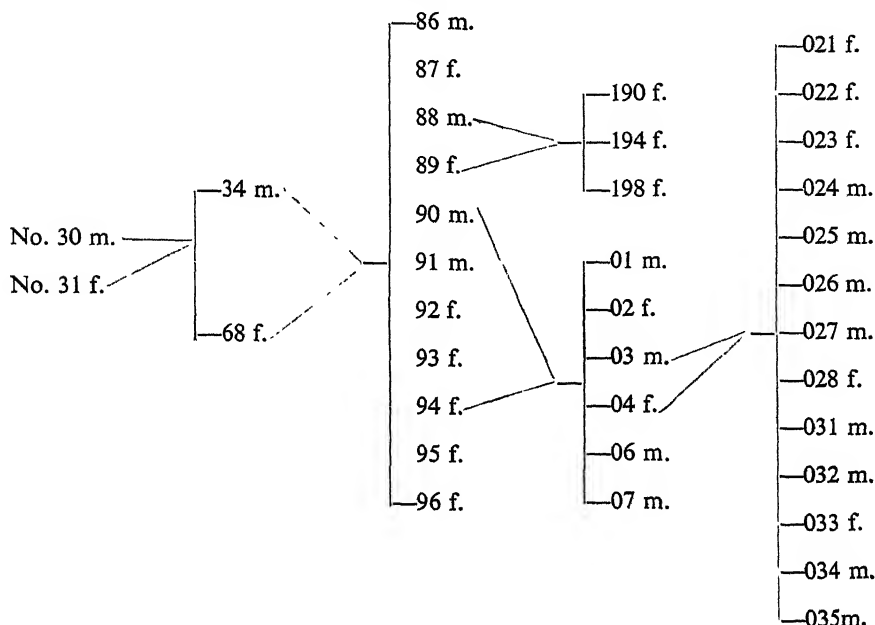 No. 30 m.
No. 31 f.
34 m.
68 f.
86 m.
87 f.
88 m.
89 f.
90 m.
91 m.
92 f.
93 f.
94 f.
95 f.
96 f.
190 f.
194 f.
198 f.
01 m.
02 f.
03 m.
04 f.
06 m.
07 m.
021 f.
022 f.
023 f.
024 m.
025 m.
026 m.
027 m.
028 f.
031 m.
032 m.
033 f.
034 m.
035m.